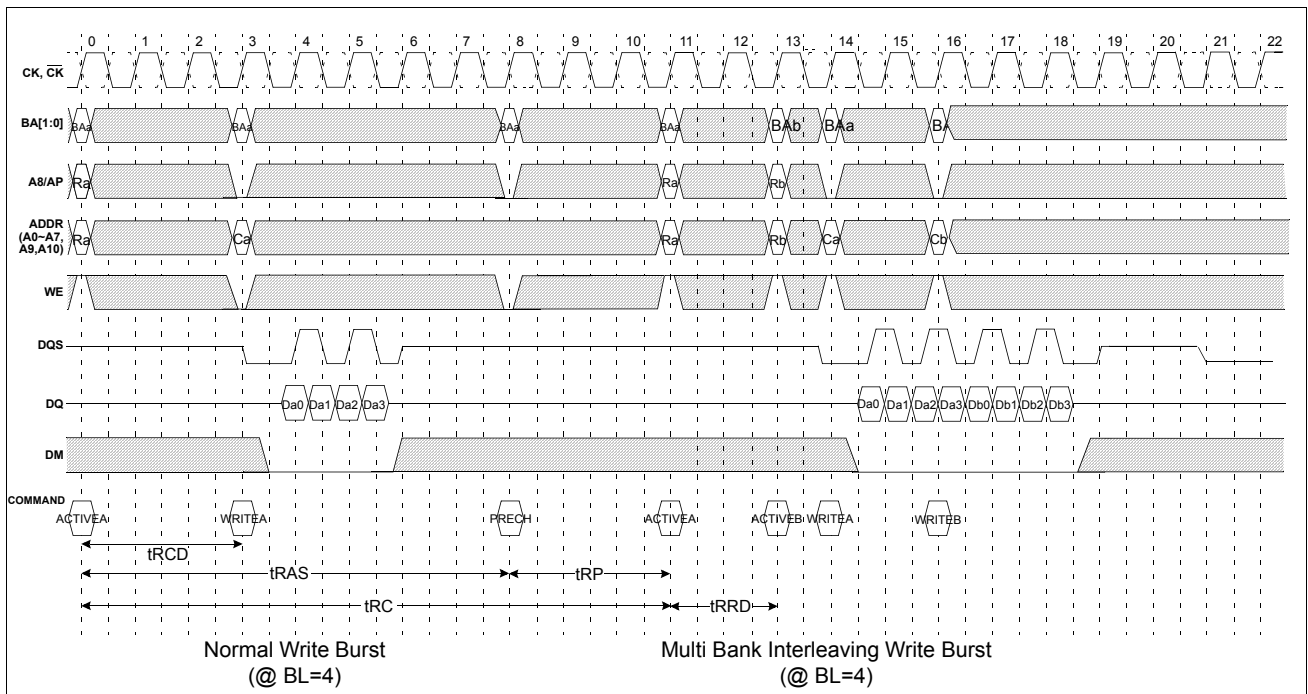 0 1 2 3 4 5 6 7 8 9 10 11 12 13 14 15 16 17 18 19 20 21 22
CK, CK
BA[1:0] BAa BAa BAa BAa BAb BAa BA
A8/AP Ra Ra Rb
ADDR
(A0~A7,
A9,A10)
Ra Ca Ra Rb Ca Cb
WE
DQS
DQ Da0 Da1 Da2 Da3 Da0 Da1 Da2 Da3 Db0 Db1 Db2 Db3
DM
COMMAND
ACTIVEA WRITEA PRECH ACTIVEA ACTIVEB WRITEA WRITEB
tRCD
tRAS tRP
tRC tRRD
Normal Write Burst
(@ BL=4)
Multi Bank Interleaving Write Burst
(@ BL=4)